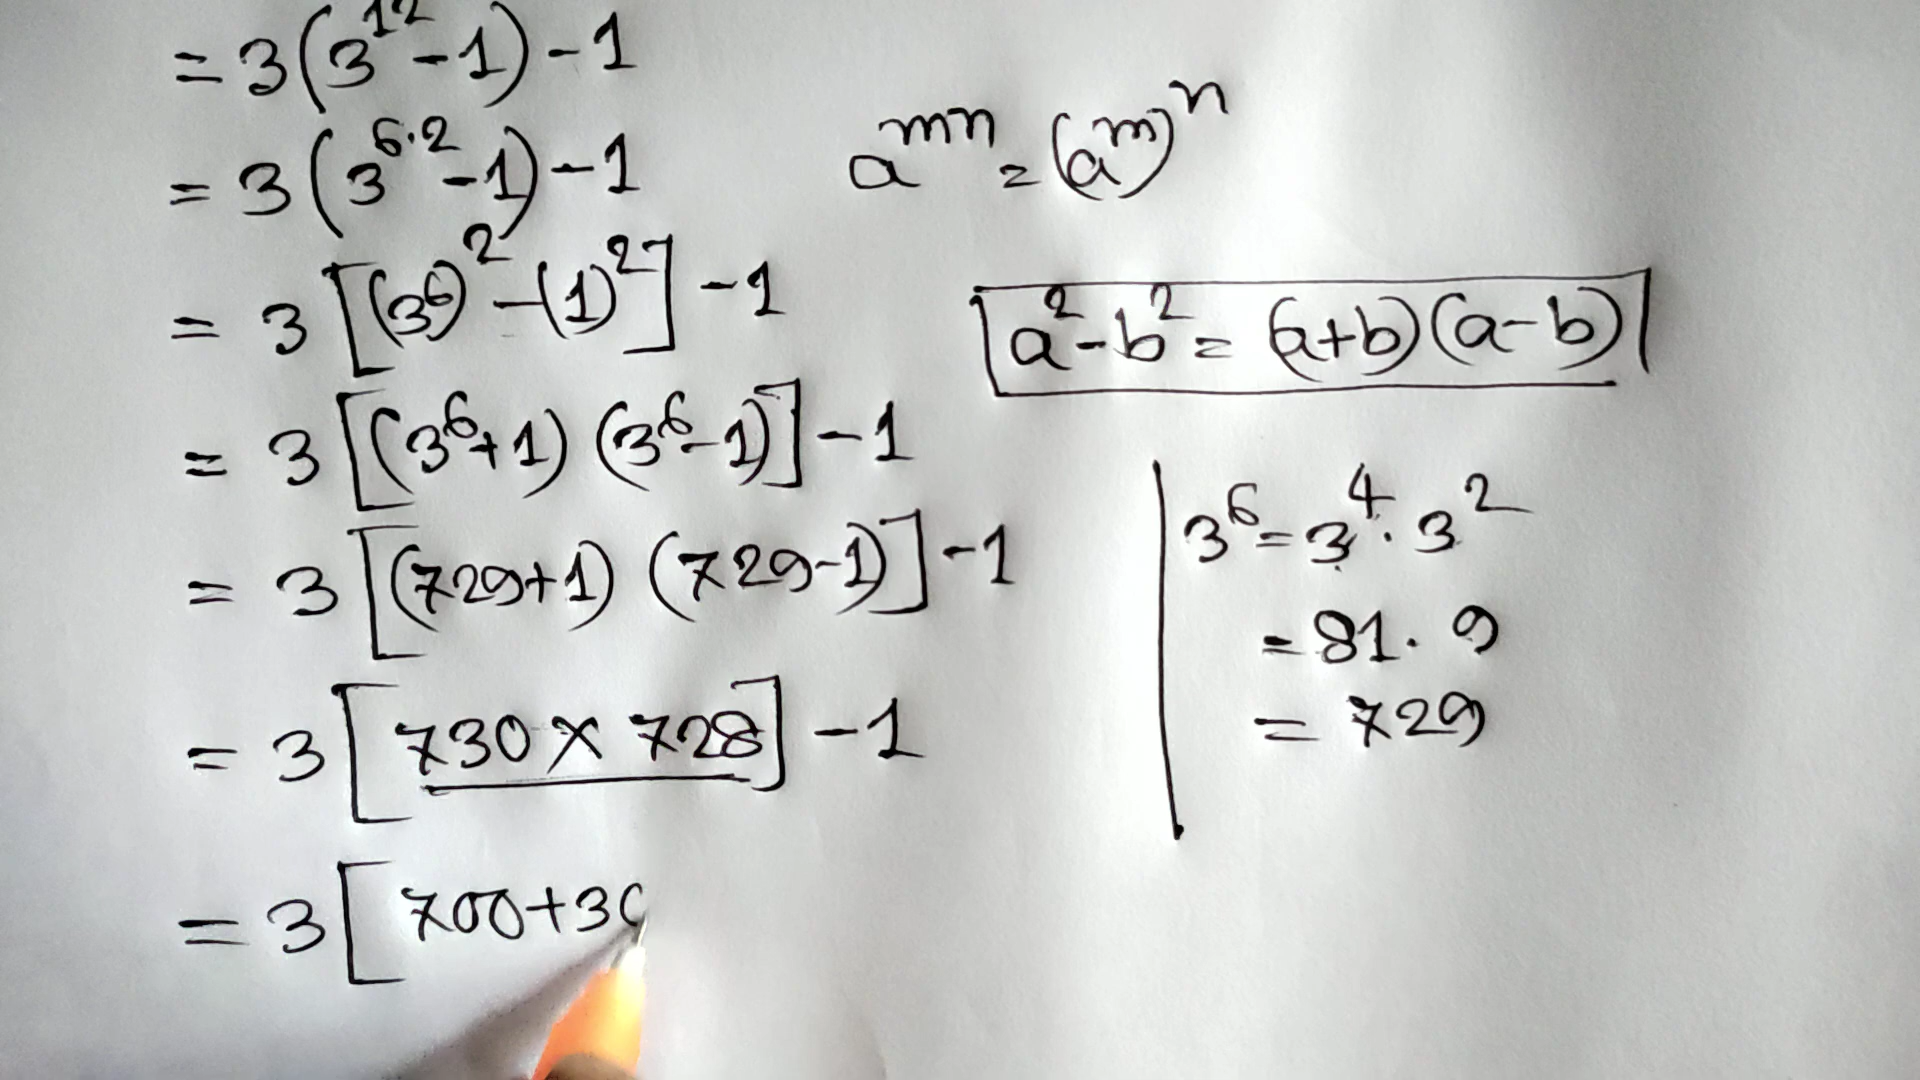 = 3(3^12 - 1) - 1
= 3(3^6·2 - 1) - 1
= 3[(3^6)^2 - (1)^2] - 1
= 3[(3^6 + 1)(3^6 - 1)] - 1
= 3[(729+1)(729-1)] - 1
= 3[730 × 728] - 1
= 3[700+30
a^mn = (a^m)^n
a^2 - b^2 = (a+b)(a-b)
3^6 = 3^4 · 3^2
= 81 · 9
= 729